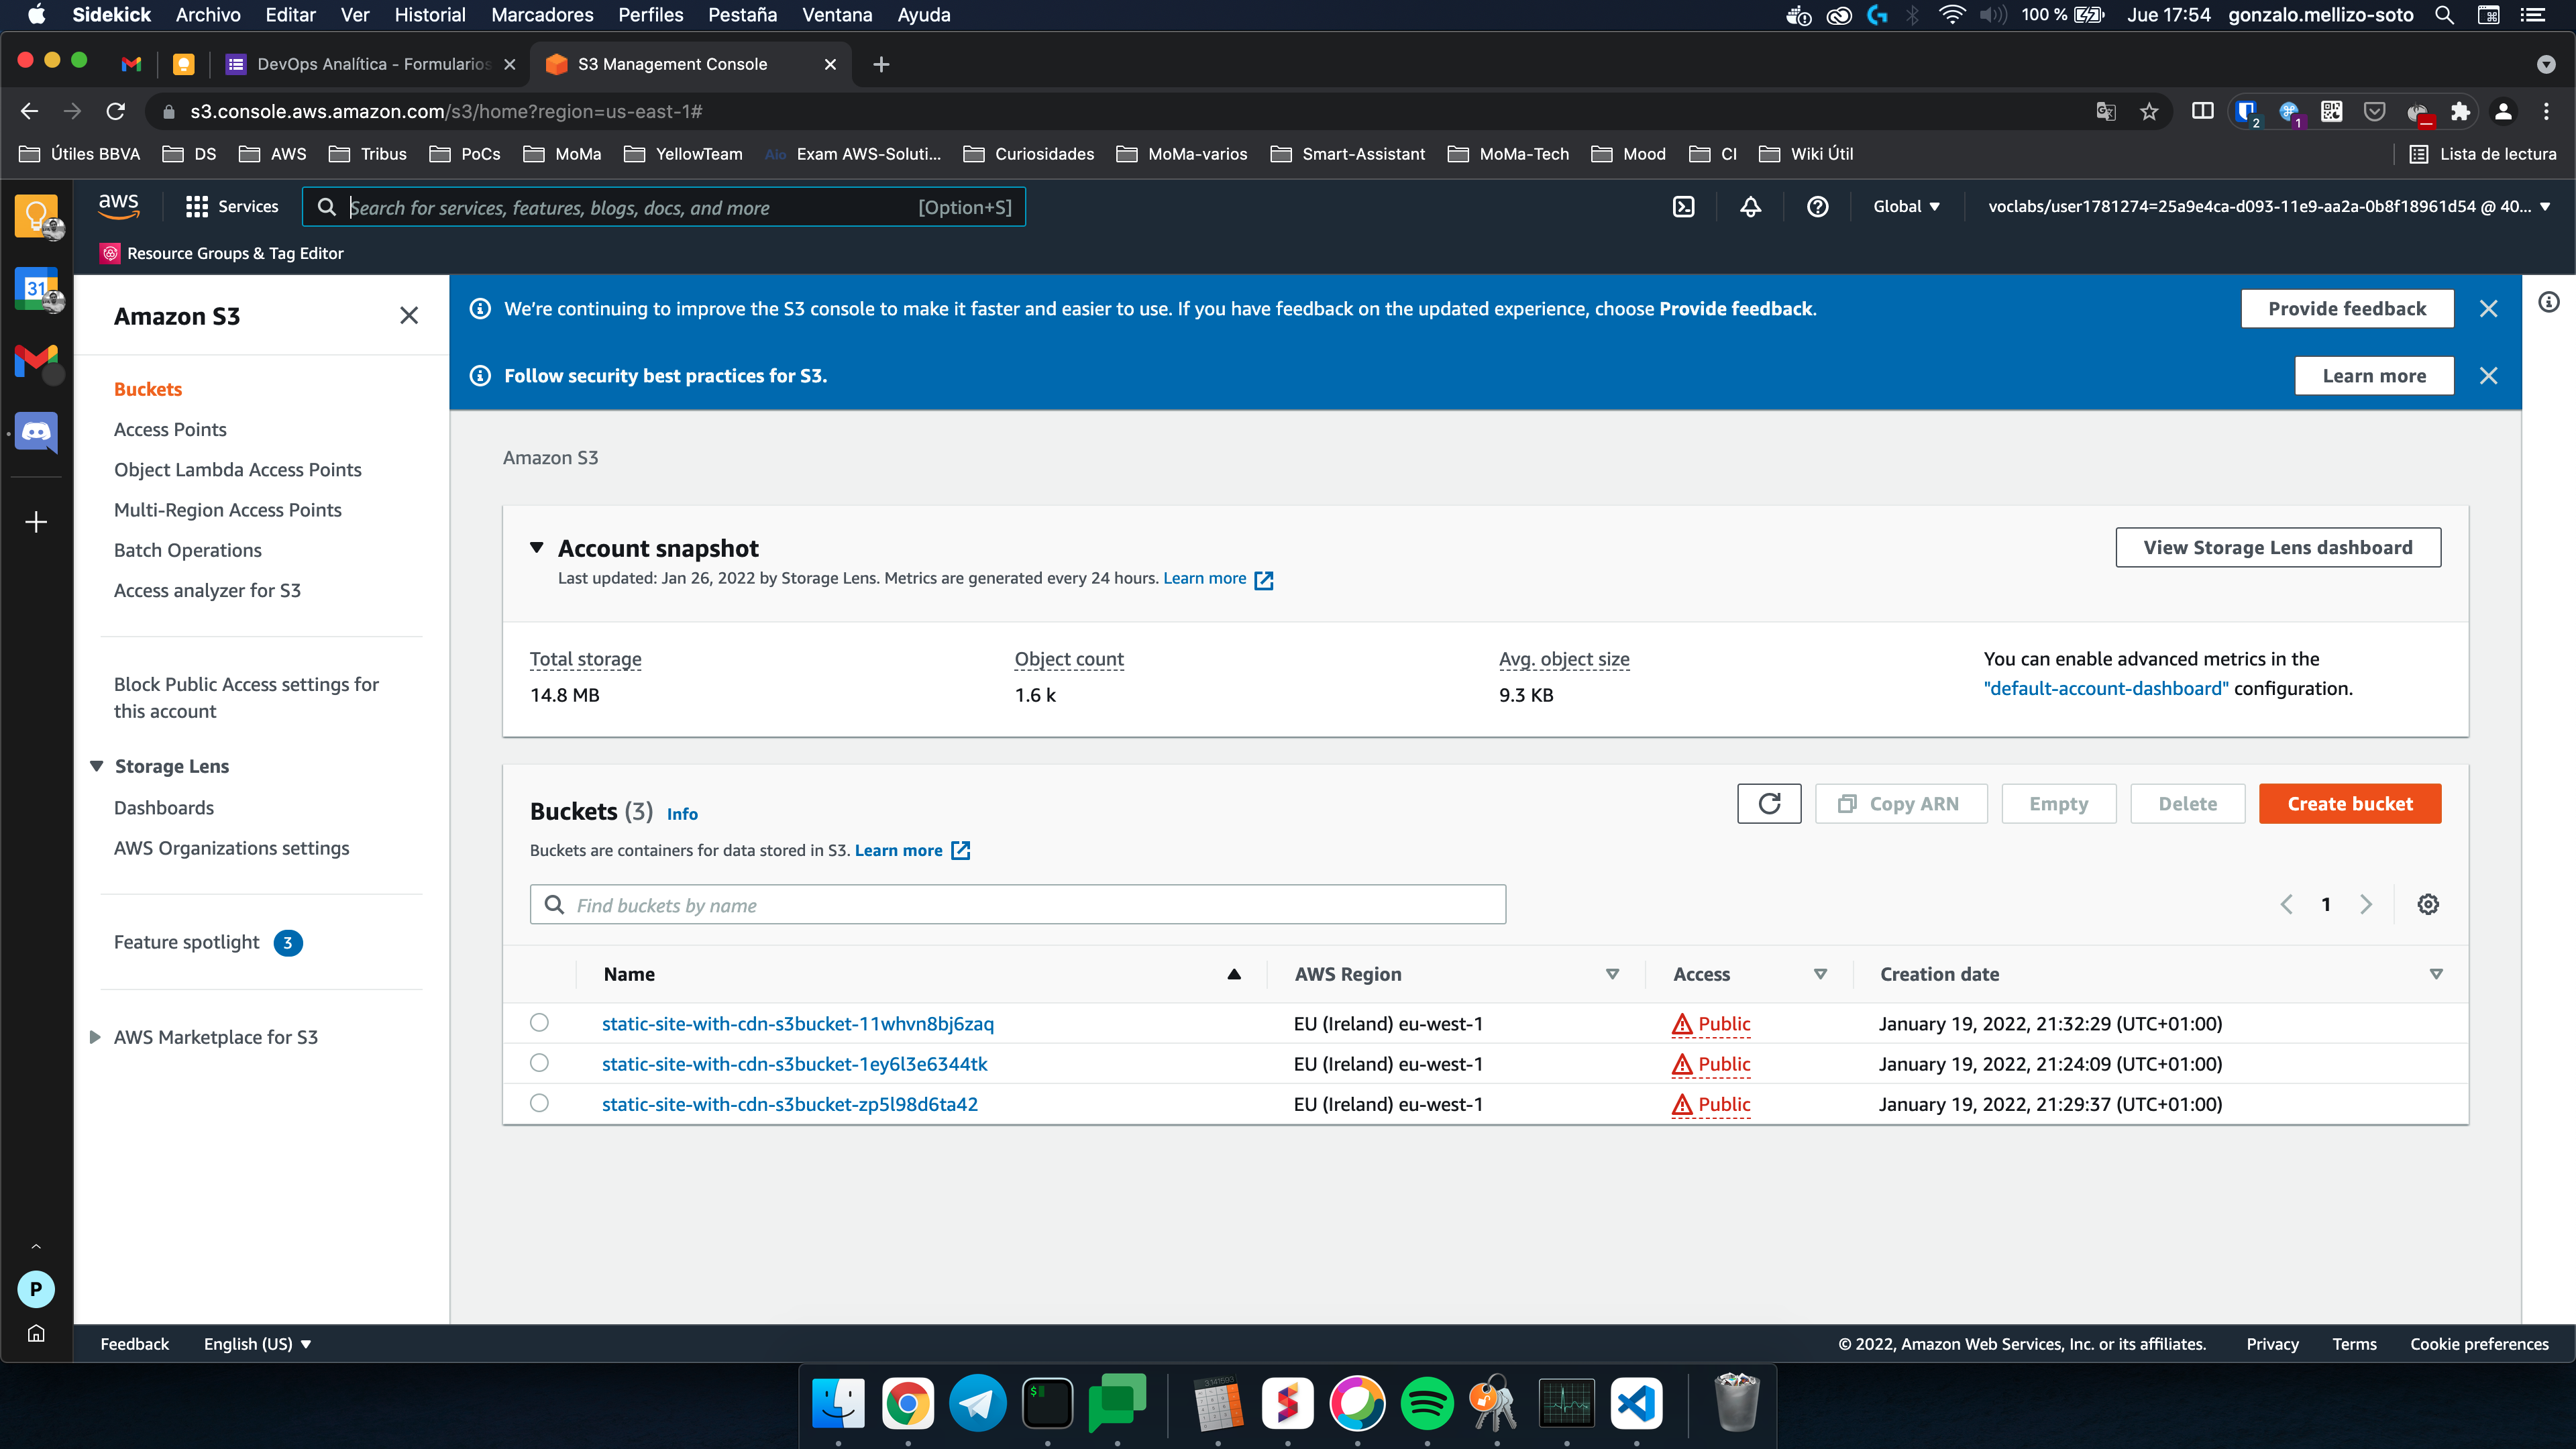 Sidekick Archivo Editar Ver Historial Marcadores Perfiles Pestaña Ventana Ayuda 100 % Jue 17:54 gonzalo.mellizo-soto
DevOps Analítica - Formularios S3 Management Console
s3.console.aws.amazon.com/s3/home?region=us-east-1# 2 1
Útiles BBVA DS AWS Tribus PoCs MoMa YellowTeam Aio Exam AWS-Soluti... Curiosidades MoMa-varios Smart-Assistant MoMa-Tech Mood CI Wiki Útil Lista de lectura
aws Services Search for services, features, blogs, docs, and more [Option+S] Global voclabs/user1781274=25a9e4ca-d093-11e9-aa2a-0b8f18961d54 @ 40...
Resource Groups & Tag Editor
31
Amazon S3
We're continuing to improve the S3 console to make it faster and easier to use. If you have feedback on the updated experience, choose Provide feedback. Provide feedback
Follow security best practices for S3. Learn more
Buckets
Access Points
Object Lambda Access Points
Multi-Region Access Points
Batch Operations
Access analyzer for S3
Block Public Access settings for
this account
Storage Lens
Dashboards
AWS Organizations settings
Feature spotlight 3
AWS Marketplace for S3
Amazon S3
Account snapshot View Storage Lens dashboard
Last updated: Jan 26, 2022 by Storage Lens. Metrics are generated every 24 hours. Learn more
Total storage Object count Avg. object size You can enable advanced metrics in the
14.8 MB 1.6 k 9.3 KB "default-account-dashboard" configuration.
Buckets (3) Info Copy ARN Empty Delete Create bucket
Buckets are containers for data stored in S3. Learn more
Find buckets by name 1
Name AWS Region Access Creation date
static-site-with-cdn-s3bucket-11whvn8bj6zaq EU (Ireland) eu-west-1 Public January 19, 2022, 21:32:29 (UTC+01:00)
static-site-with-cdn-s3bucket-1ey6l3e6344tk EU (Ireland) eu-west-1 Public January 19, 2022, 21:24:09 (UTC+01:00)
static-site-with-cdn-s3bucket-zp5l98d6ta42 EU (Ireland) eu-west-1 Public January 19, 2022, 21:29:37 (UTC+01:00)
P
Feedback English (US) © 2022, Amazon Web Services, Inc. or its affiliates. Privacy Terms Cookie preferences